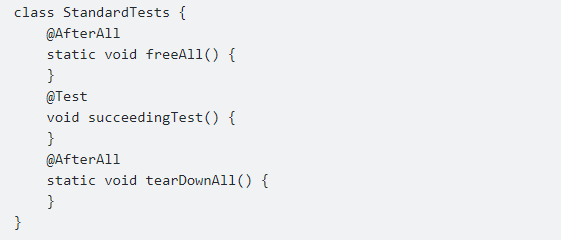 class StandardTests {
    @AfterAll
    static void freeAll() {
    }
    @Test
    void succeedingTest() {
    }
    @AfterAll
    static void tearDownAll() {
    }
}